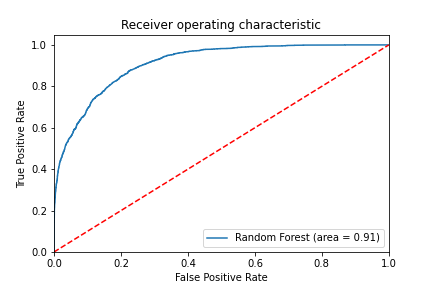 Receiver operating characteristic
1.0
0.8
0.6
0.4
0.2
0.0
True Positive Rate
Random Forest (area = 0.91)
0.0 0.2 0.4 0.6 0.8 1.0
False Positive Rate